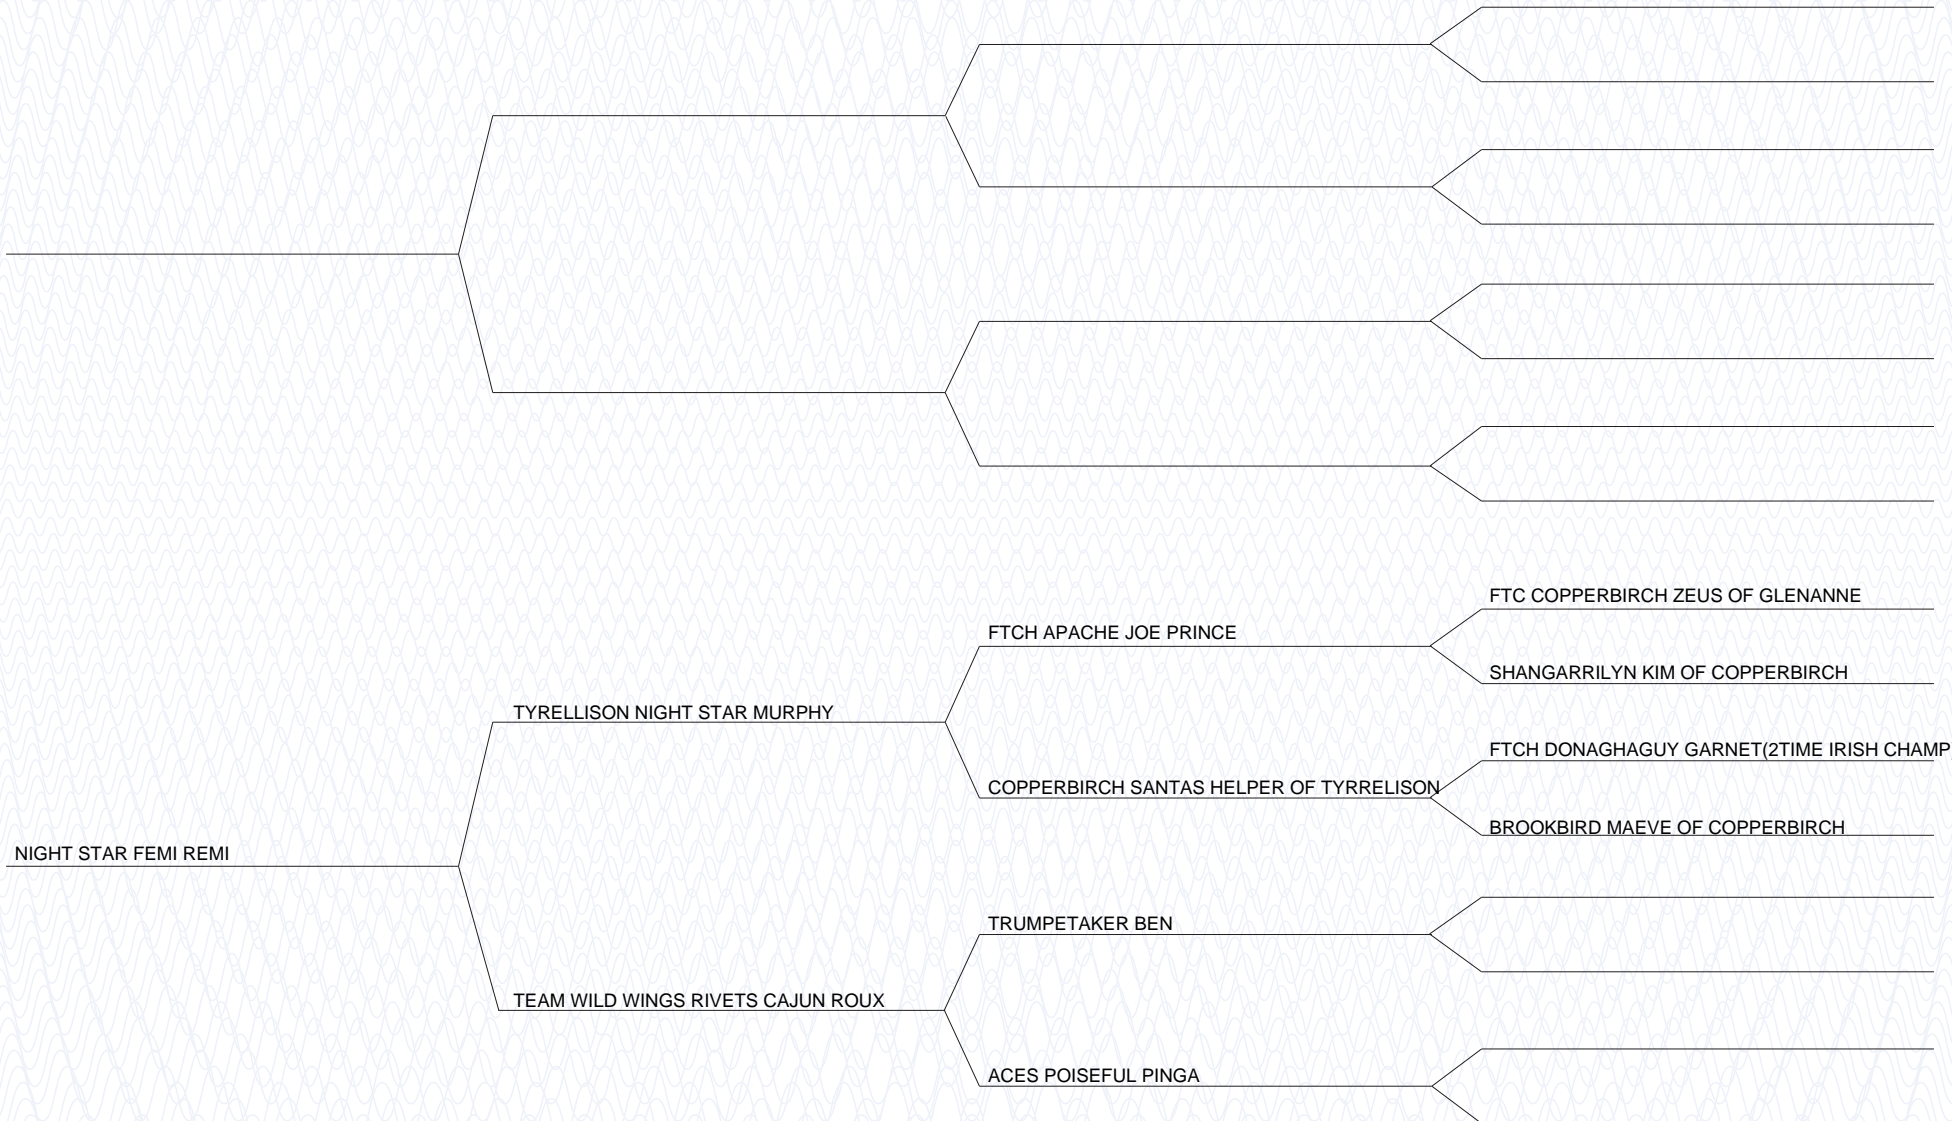 FTC COPPERBIRCH ZEUS OF GLENANNE
FTCH APACHE JOE PRINCE
SHANGARRILYN KIM OF COPPERBIRCH
TYRELLISON NIGHT STAR MURPHY
FTCH DONAGHAGUY GARNET(2TIME IRISH CHAMP
COPPERBIRCH SANTAS HELPER OF TYRRELISON
BROOKBIRD MAEVE OF COPPERBIRCH
NIGHT STAR FEMI REMI
TRUMPETAKER BEN
TEAM WILD WINGS RIVETS CAJUN ROUX
ACES POISEFUL PINGA